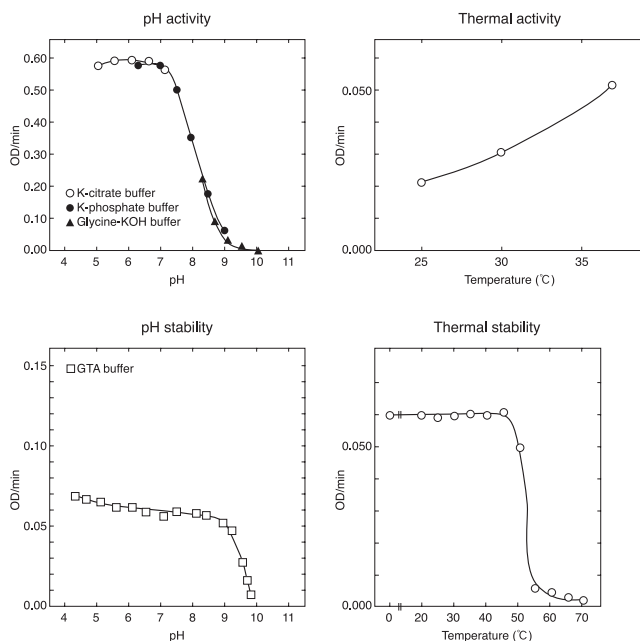 pH activity
0.60
0.50
0.40
0.30
0.20
0.10
0.00
OD/min
K-citrate buffer
K-phosphate buffer
Glycine-KOH buffer
4 5 6 7 8 9 10 11
pH
Thermal activity
0.050
0.000
OD/min
25 30 35
Temperature (℃)
pH stability
0.15
0.10
0.05
0.00
OD/min
GTA buffer
4 5 6 7 8 9 10 11
pH
Thermal stability
0.050
0.000
OD/min
0 20 30 40 50 60 70
Temperature (℃)